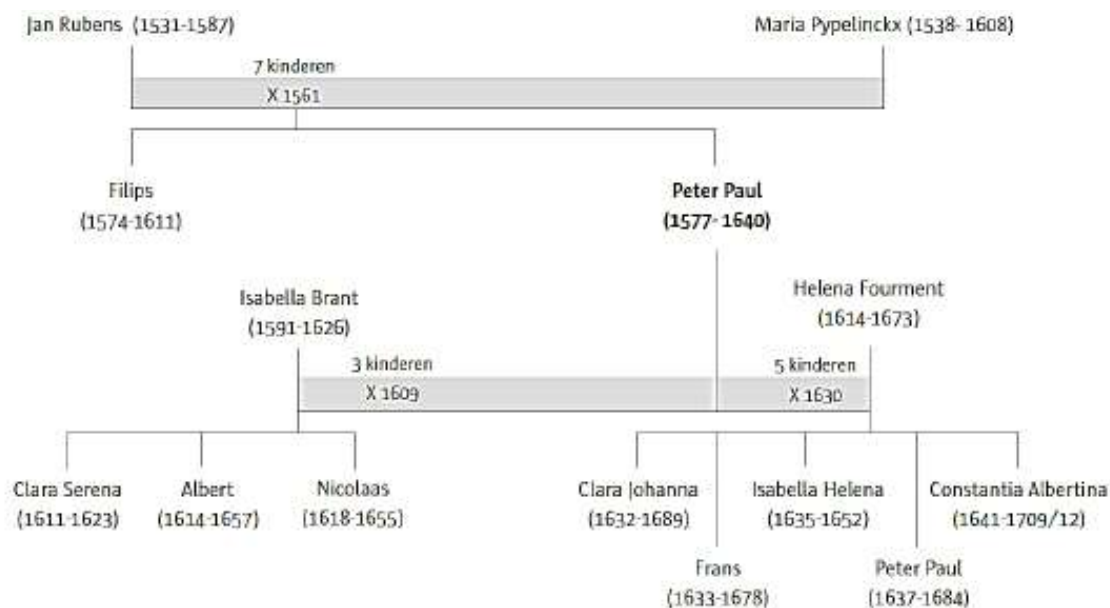 Jan Rubens (1531-1587)
Maria Pypelinckx (1538- 1608)
7 kinderen
X 1561
Filips
(1574-1611)
Peter Paul
(1577- 1640)
Isabella Brant
(1591-1626)
Helena Fourment
(1614-1673)
3 kinderen
X 1609
5 kinderen
X 1630
Clara Serena
(1611-1623)
Albert
(1614-1657)
Nicolaas
(1618-1655)
Clara Johanna
(1632-1689)
Isabella Helena
(1635-1652)
Constantia Albertina
(1641-1709/12)
Frans
(1633-1678)
Peter Paul
(1637-1684)